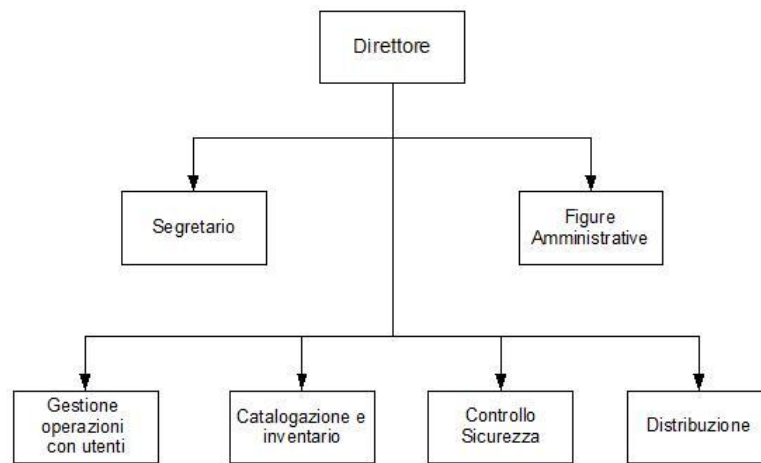 Direttore
Segretario
Figure
Amministrative
Gestione
operazioni
con utenti
Catalogazione e
inventario
Controllo
Sicurezza
Distribuzione